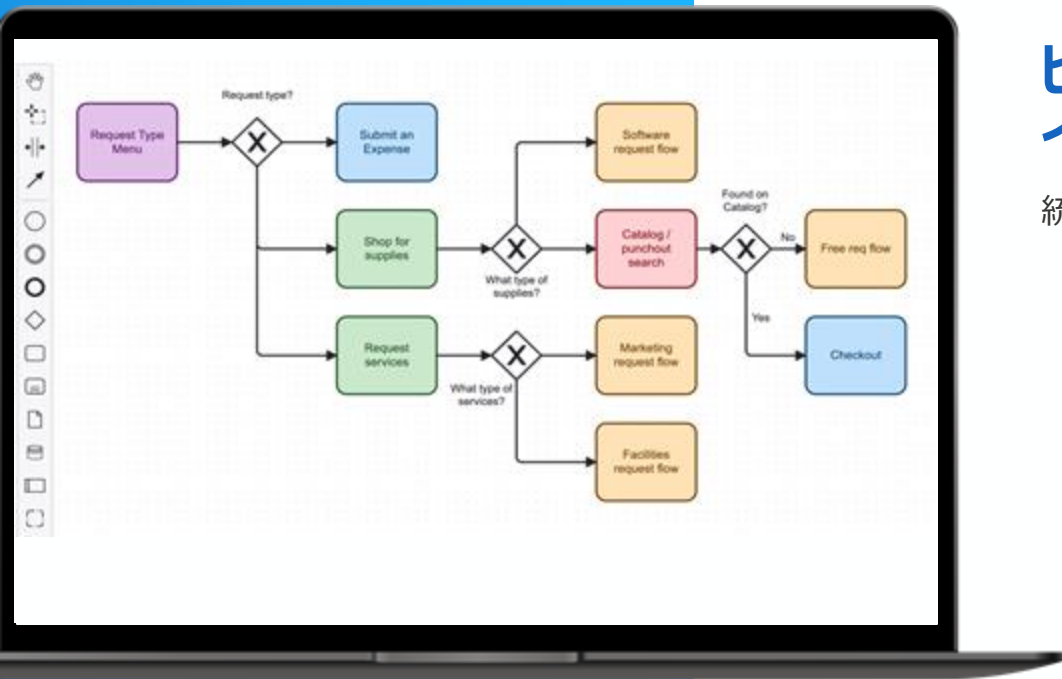 Request type?
Request Type
Menu
Submit an
Expense
Software
request flow
Found on
Catalog?
Shop for
supplies
What type of
supplies?
Catalog /
punchout
search
No
Free req flow
Yes
Request
services
What type of
services?
Marketing
request flow
Checkout
Facilities
request flow
統